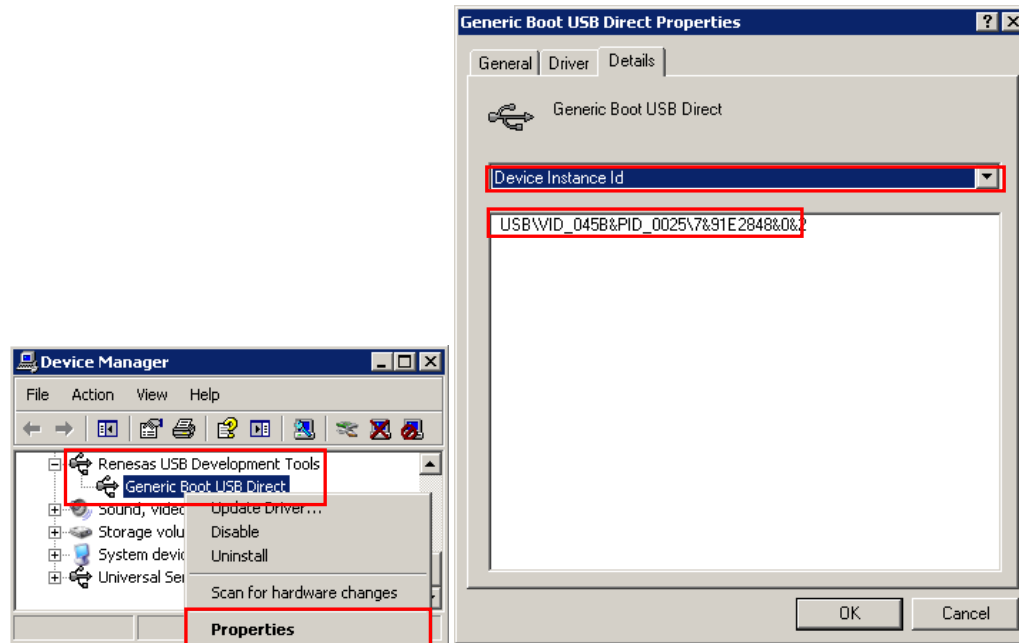 Generic Boot USB Direct Properties
General Driver Details
Generic Boot USB Direct
Device Instance Id
USB\VID_045B&PID_0025\7&91E2848&0&2
OK Cancel
Device Manager
File Action View Help
Renesas USB Development Tools
Generic Boot USB Direct
Sound, videc
Storage volu
System devic
Universal Ser
Update Driver...
Disable
Uninstall
Scan for hardware changes
Properties